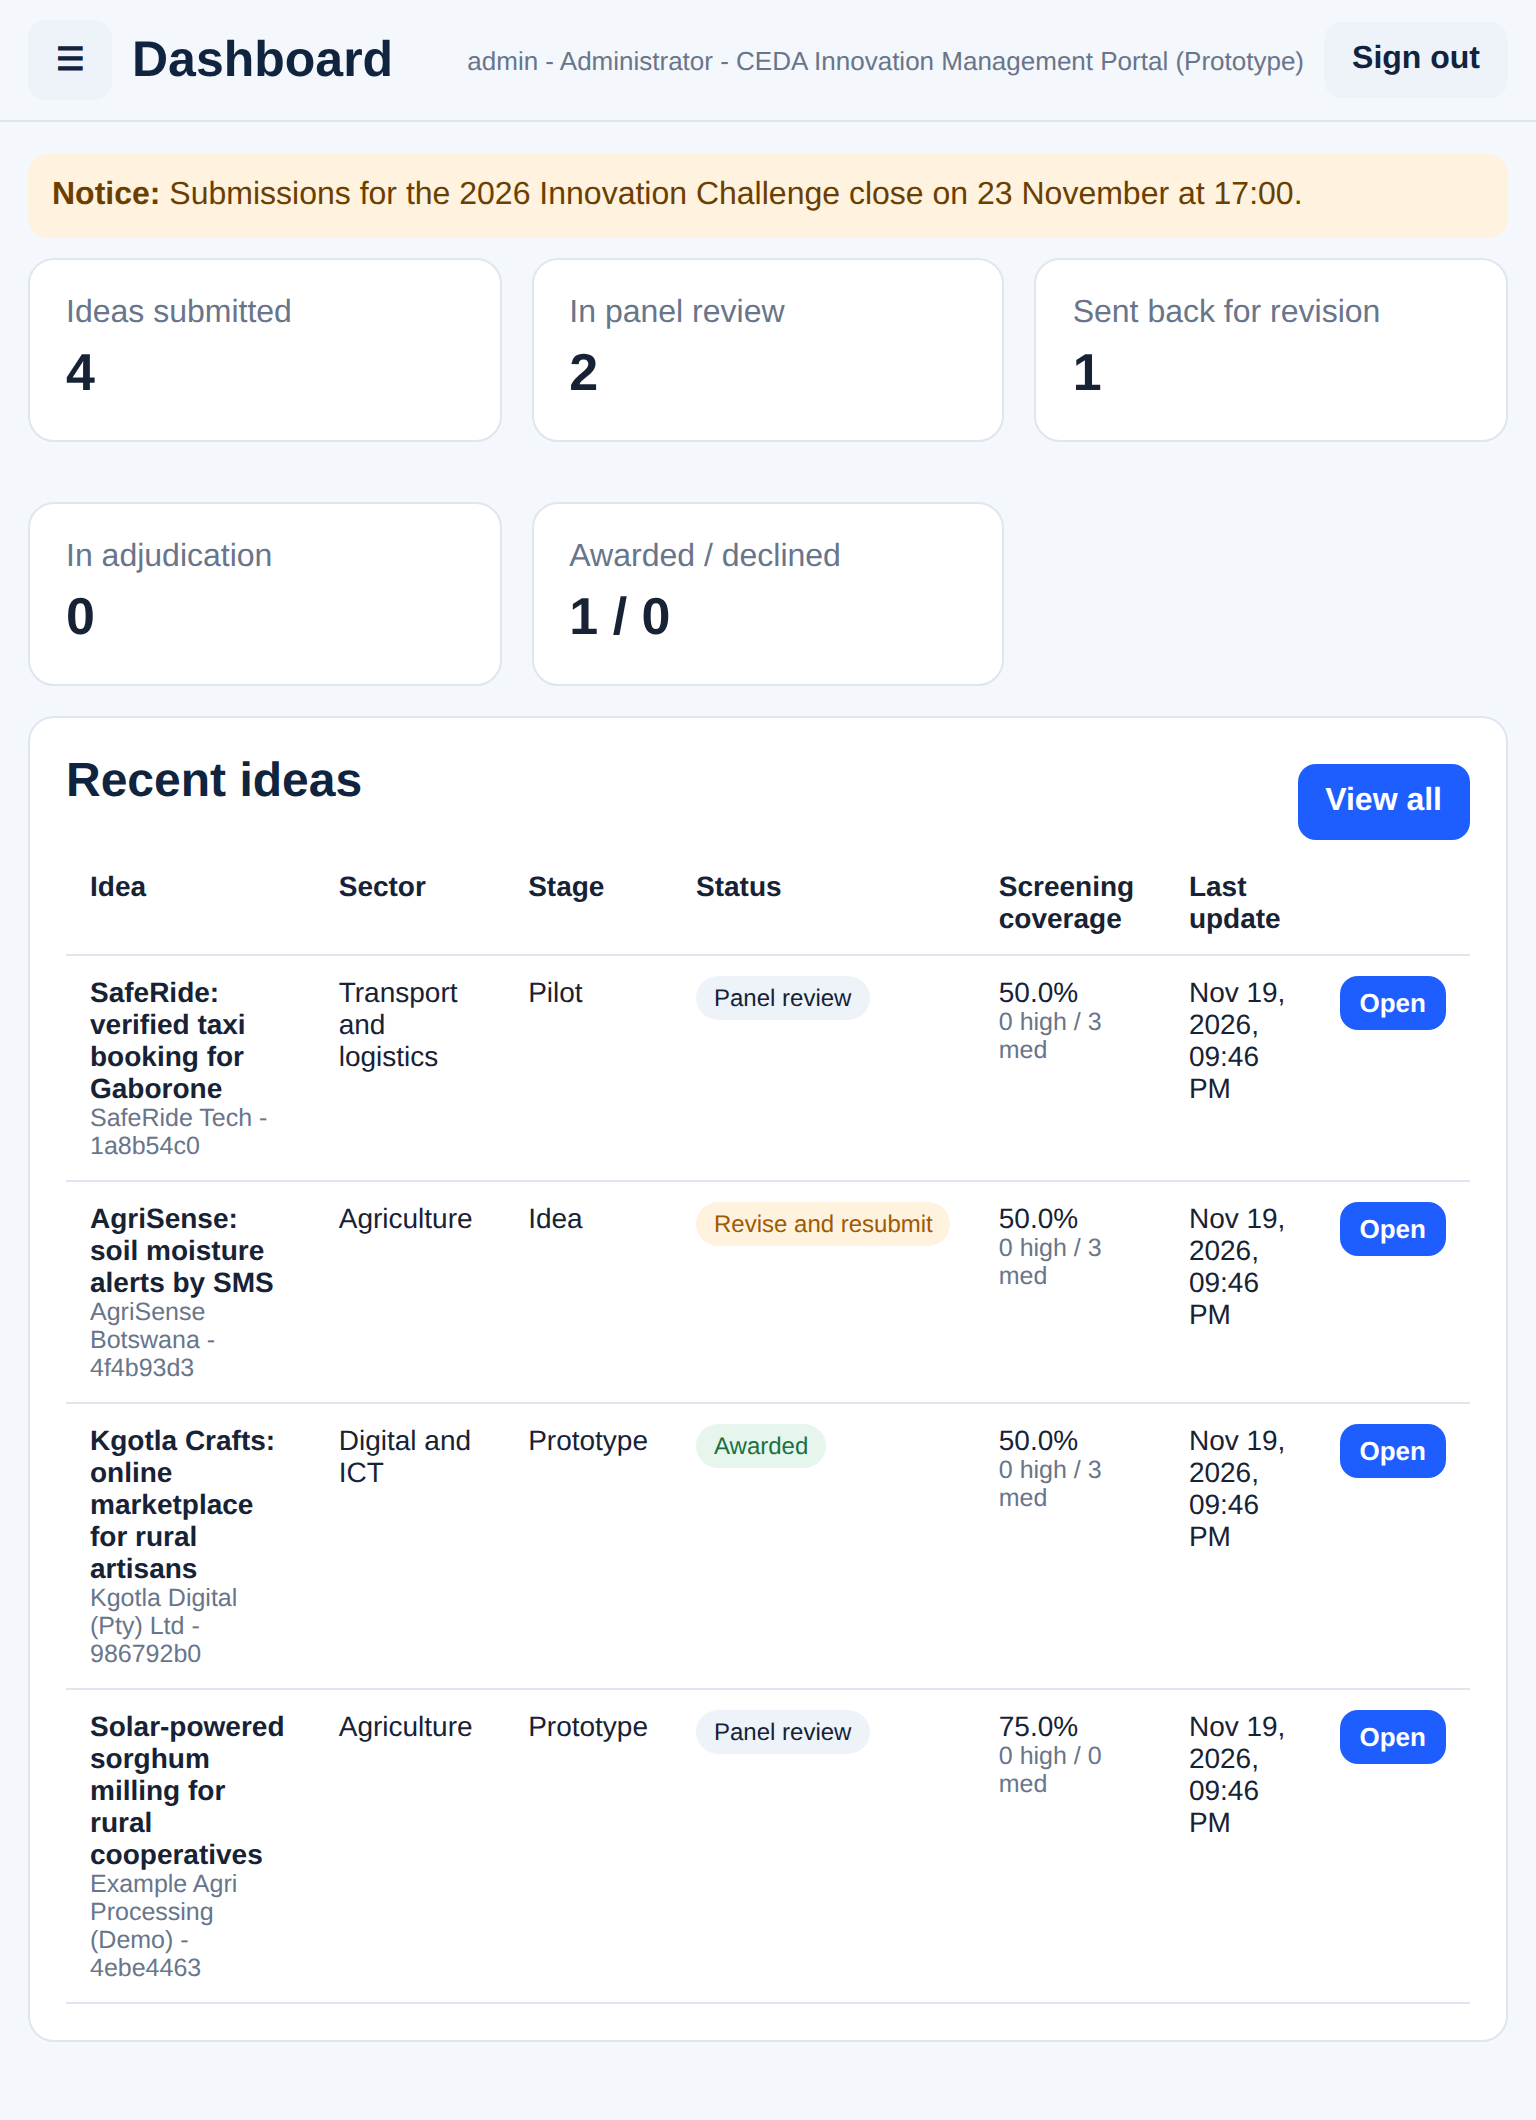 ☰ Dashboard admin - Administrator - CEDA Innovation Management Portal (Prototype) Sign out
Notice: Submissions for the 2026 Innovation Challenge close on 23 November at 17:00.
Ideas submitted
4
In panel review
2
Sent back for revision
1
In adjudication
0
Awarded / declined
1 / 0
Recent ideas
View all
Idea
Sector
Stage
Status
Screening
coverage
Last
update
SafeRide:
verified taxi
booking for
Gaborone
SafeRide Tech -
1a8b54c0
Transport
and
logistics
Pilot
Panel review
50.0%
0 high / 3
med
Nov 19,
2026,
09:46
PM
Open
AgriSense:
soil moisture
alerts by SMS
AgriSense
Botswana -
4f4b93d3
Agriculture
Idea
Revise and resubmit
50.0%
0 high / 3
med
Nov 19,
2026,
09:46
PM
Open
Kgotla Crafts:
online
marketplace
for rural
artisans
Kgotla Digital
(Pty) Ltd -
986792b0
Digital and
ICT
Prototype
Awarded
50.0%
0 high / 3
med
Nov 19,
2026,
09:46
PM
Open
Solar-powered
sorghum
milling for
rural
cooperatives
Example Agri
Processing
(Demo) -
4ebe4463
Agriculture
Prototype
Panel review
75.0%
0 high / 0
med
Nov 19,
2026,
09:46
PM
Open